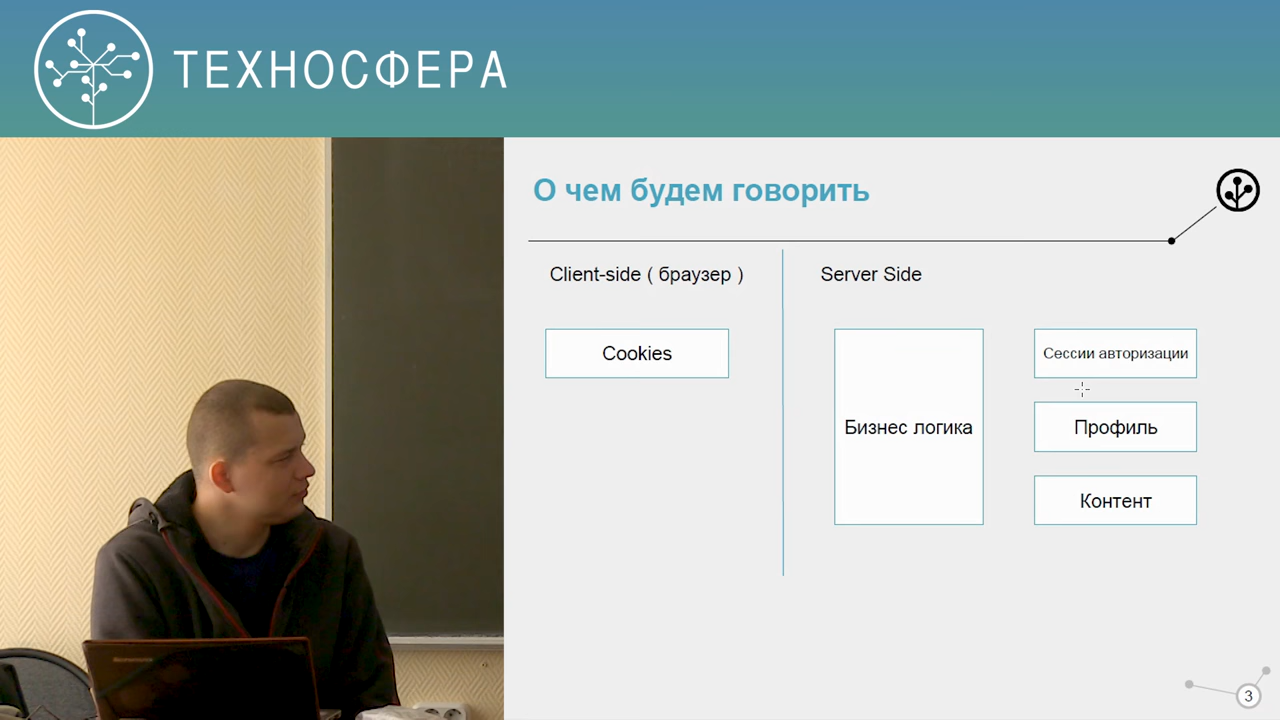 ТЕХНОСФЕРА
О чем будем говорить
Client-side ( браузер )
Server Side
Cookies
Бизнес логика
Сессии авторизации
Профиль
Контент
3